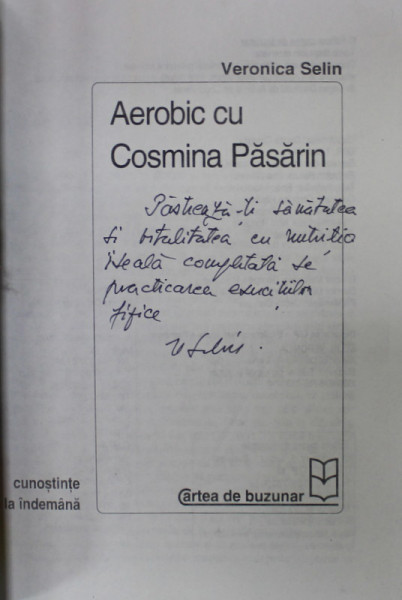 Veronica Selin
Aerobic cu
Cosmina Păsărin
Păstrează-ți sănătatea
și vitalitatea cu nutriția
ideală completată de
practicarea exercițiilor
fizice
VSelin
cunoștințe
la îndemână
Cartea de buzunar